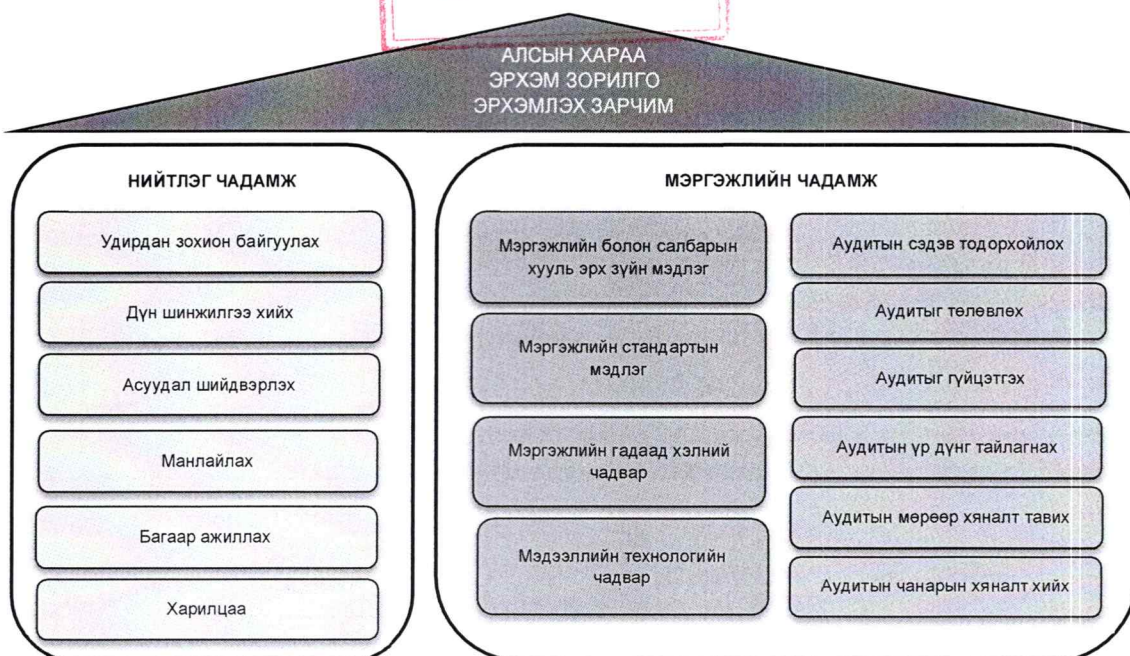 АЛСЫН ХАРАА
ЭРХЭМ ЗОРИЛГО
ЭРХЭМЛЭХ ЗАРЧИМ
НИЙТЛЭГ ЧАДАМЖ
Удирдан зохион байгуулах
Дүн шинжилгээ хийх
Асуудал шийдвэрлэх
Манлайлах
Багаар ажиллах
Харилцаа
МЭРГЭЖЛИЙН ЧАДАМЖ
Мэргэжлийн болон салбарын
хууль эрх зүйн мэдлэг
Мэргэжлийн стандартын
мэдлэг
Мэргэжлийн гадаад хэлний
чадвар
Мэдээллийн технологийн
чадвар
Аудитын сэдэв тодорхойлох
Аудитыг төлөвлөх
Аудитыг гүйцэтгэх
Аудитын үр дүнг тайлагнах
Аудитын мөрөөр хяналт тавих
Аудитын чанарын хяналт хийх